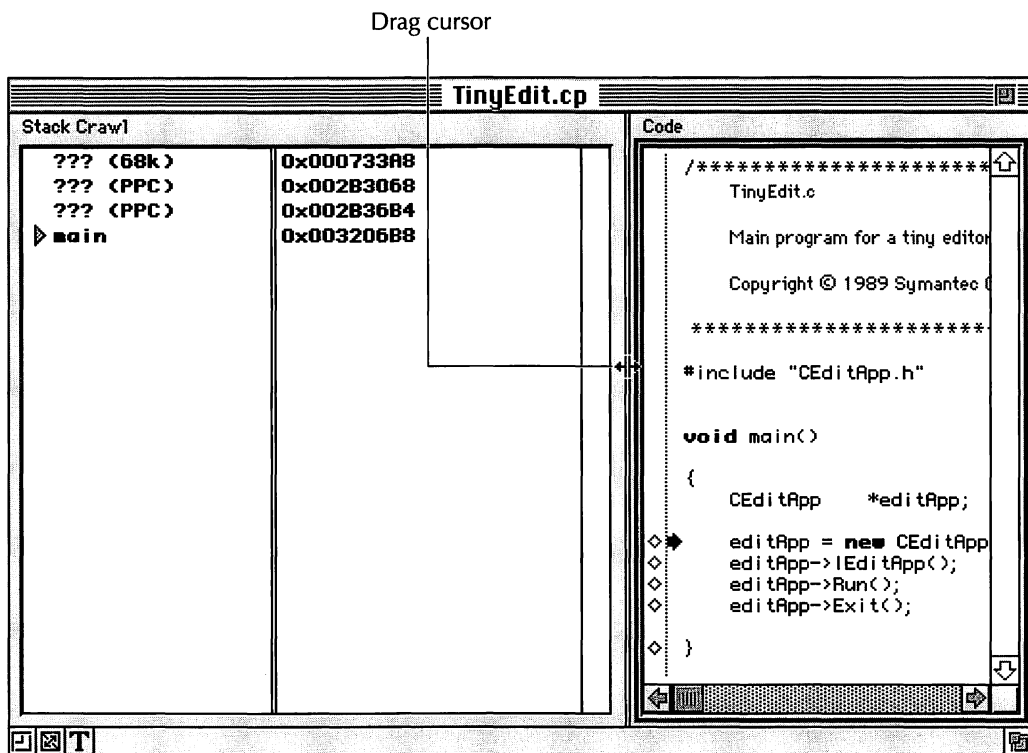 Drag cursor
TinyEdit.cp
Stack Crawl
??? (68k) 0x000733A8
??? (PPC) 0x002B3068
??? (PPC) 0x002B36B4
main 0x003206B8
Code
/***********************
TinyEdit.c
Main program for a tiny editor
Copyright © 1989 Symantec
***********************
#include "CEditApp.h"
void main()
{
CEditApp *editApp;
editApp = new CEditApp
editApp->IEditApp();
editApp->Run();
editApp->Exit();
}
T